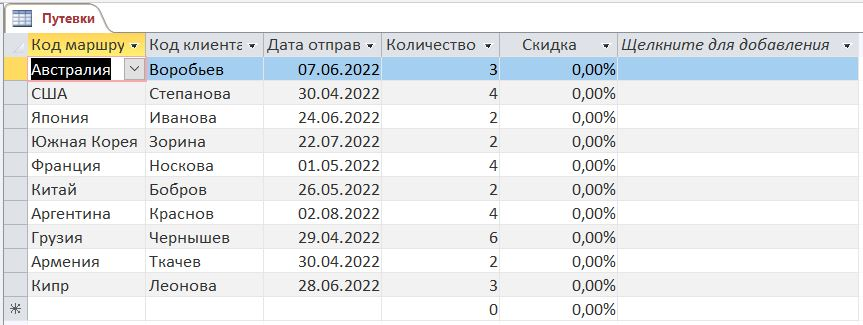 Путевки
Код маршру Код клиента Дата отправ Количество Скидка Щелкните для добавления
Австралия Воробьев 07.06.2022 3 0,00%
США Степанова 30.04.2022 4 0,00%
Япония Иванова 24.06.2022 2 0,00%
Южная Корея Зорина 22.07.2022 2 0,00%
Франция Носкова 01.05.2022 4 0,00%
Китай Бобров 26.05.2022 2 0,00%
Аргентина Краснов 02.08.2022 4 0,00%
Грузия Чернышев 29.04.2022 6 0,00%
Армения Ткачев 30.04.2022 2 0,00%
Кипр Леонова 28.06.2022 3 0,00%
0 0,00%